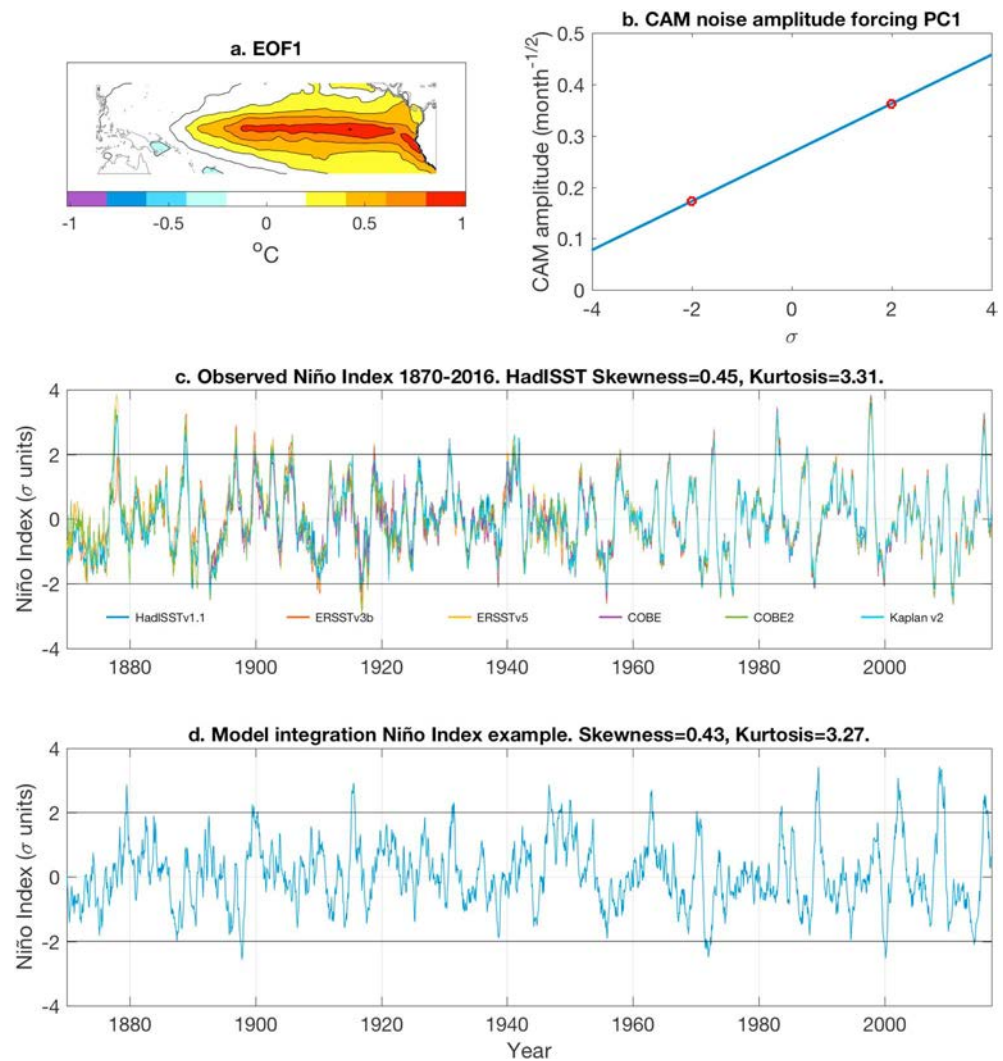 a. EOF1
-1 -0.5 0 0.5 1
°C
b. CAM noise amplitude forcing PC1
CAM amplitude (month-1/2)
0.5
0.4
0.3
0.2
0.1
0
-4 -2 0 2 4
σ
c. Observed Niño Index 1870-2016. HadISST Skewness=0.45, Kurtosis=3.31.
Niño Index (σ units)
4
2
0
-2
-4
HadISSTv1.1 ERSSTv3b ERSSTv5 COBE COBE2 Kaplan v2
1880 1900 1920 1940 1960 1980 2000
d. Model integration Niño Index example. Skewness=0.43, Kurtosis=3.27.
Niño Index (σ units)
4
2
0
-2
-4
1880 1900 1920 1940 1960 1980 2000
Year